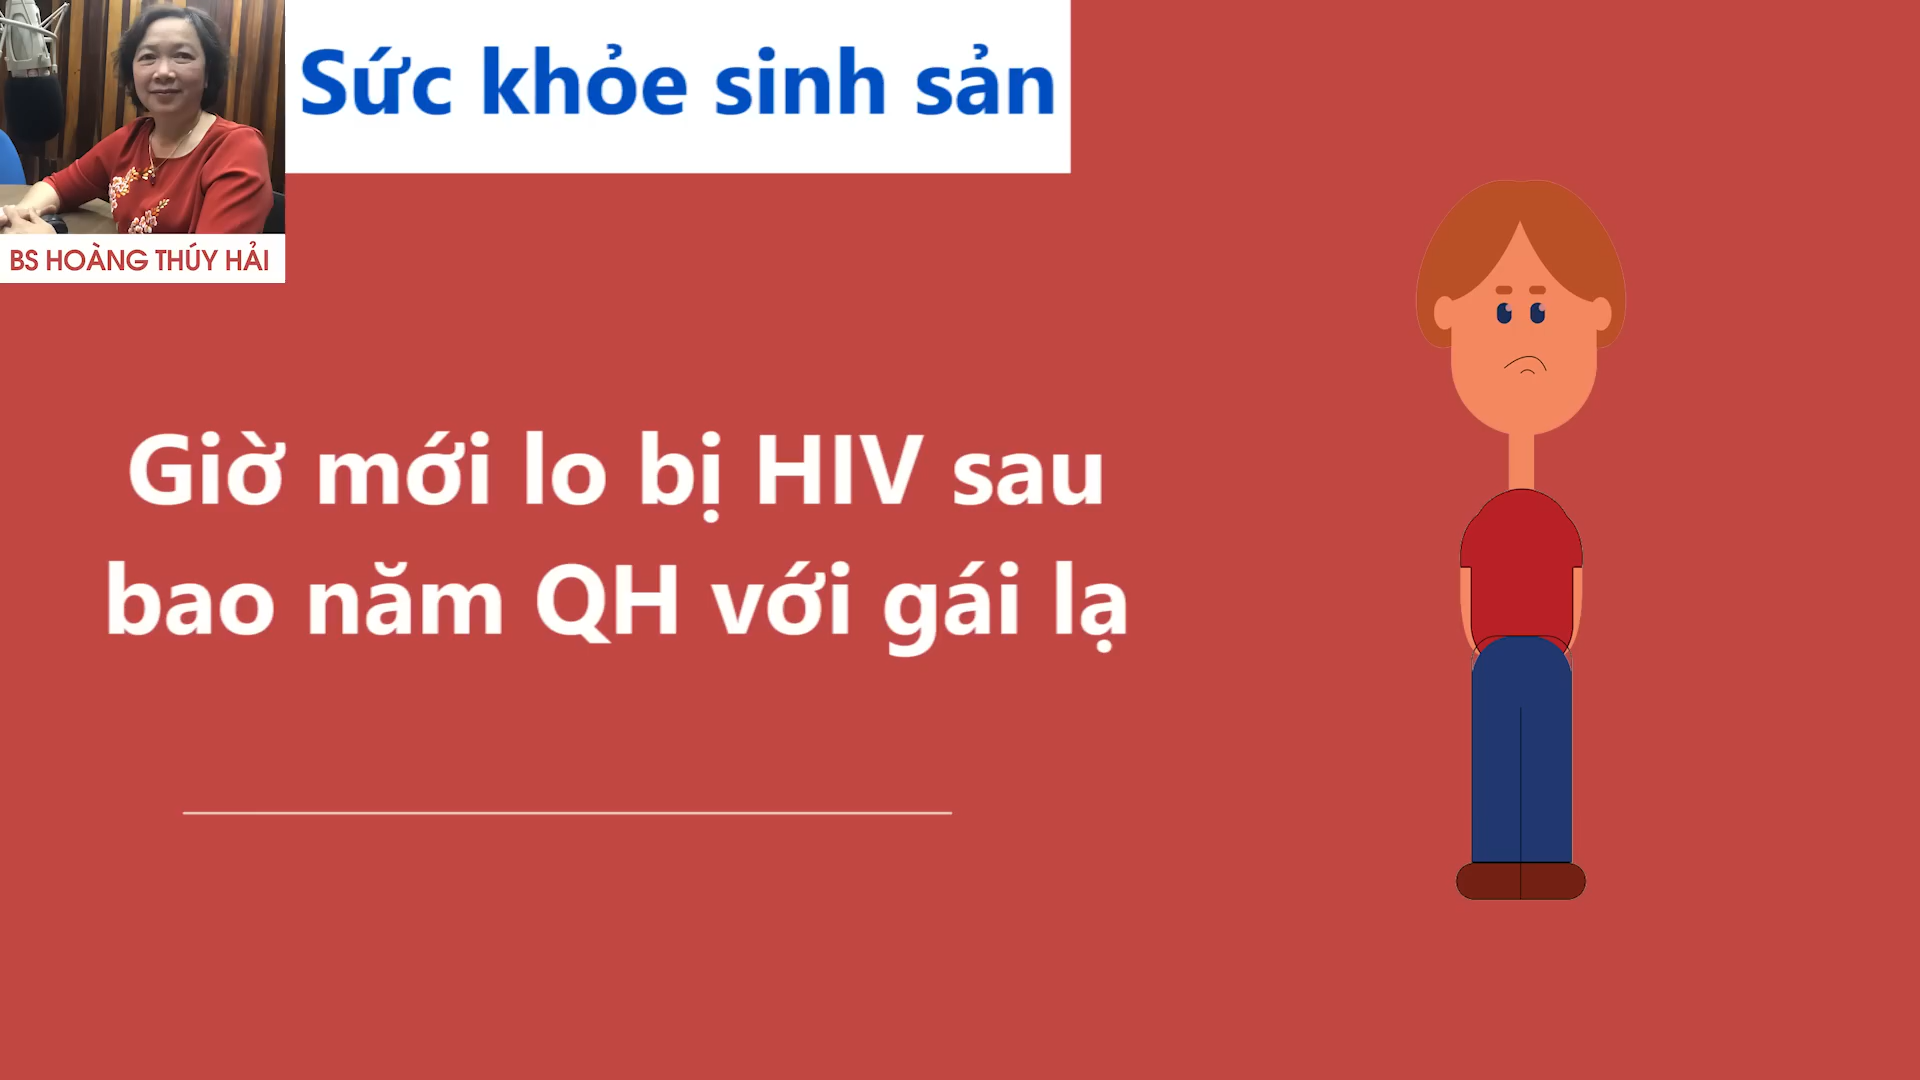 Sức khỏe sinh sản
BS HOÀNG THÚY HẢI
Giờ mới lo bị HIV sau
bao năm QH với gái lạ